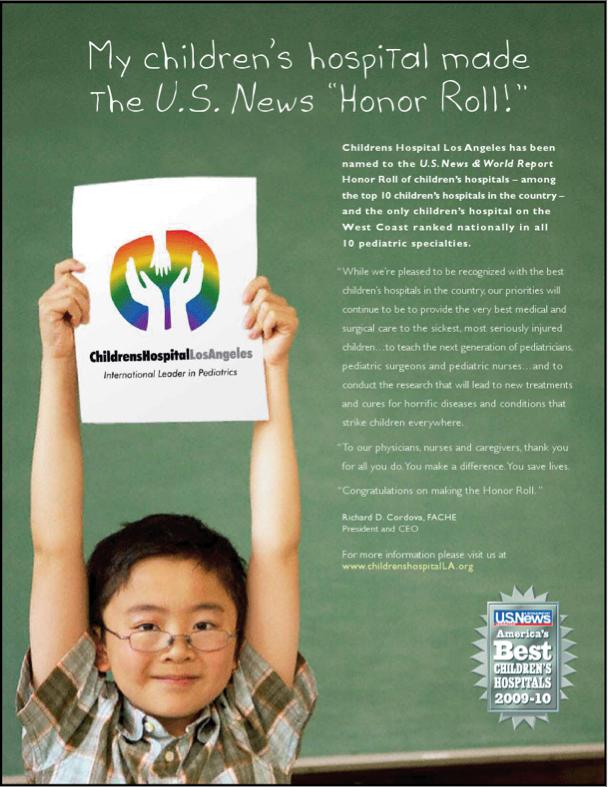 My children's hospital made
the U.S. News "Honor Roll!"
Childrens Hospital Los Angeles has been
named to the U.S. News & World Report
Honor Roll of children's hospitals – among
the top 10 children's hospitals in the country –
and the only children's hospital on the
West Coast ranked nationally in all
10 pediatric specialties.
"While we're pleased to be recognized with the best
children's hospitals in the country, our priorities will
continue to be to provide the very best medical and
surgical care to the sickest, most seriously injured
children...to teach the next generation of pediatricians,
pediatric surgeons and pediatric nurses...and to
conduct the research that will lead to new treatments
and cures for horrific diseases and conditions that
strike children everywhere.
"To our physicians, nurses and caregivers, thank you
for all you do. You make a difference. You save lives.
"Congratulations on making the Honor Roll."
Richard D. Cordova, FACHE
President and CEO
For more information please visit us at
www.childrenshospitalLA.org
ChildrensHospitalLosAngeles
International Leader in Pediatrics
U.S.News
America's
Best
CHILDREN'S
HOSPITALS
2009-10